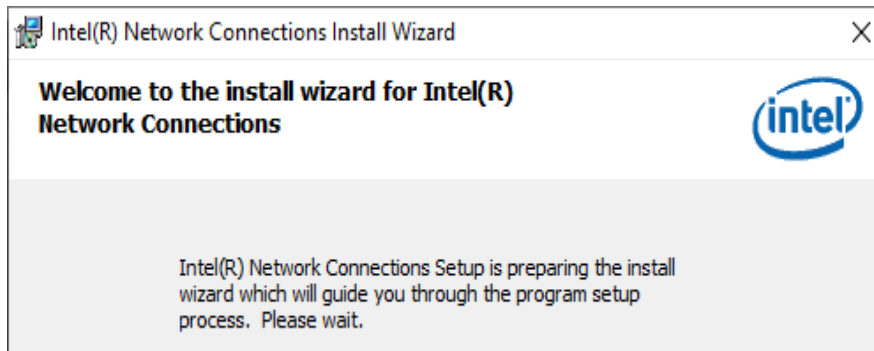 Intel(R) Network Connections Install Wizard
Welcome to the install wizard for Intel(R)
Network Connections
intel
Intel(R) Network Connections Setup is preparing the install
wizard which will guide you through the program setup
process.  Please wait.